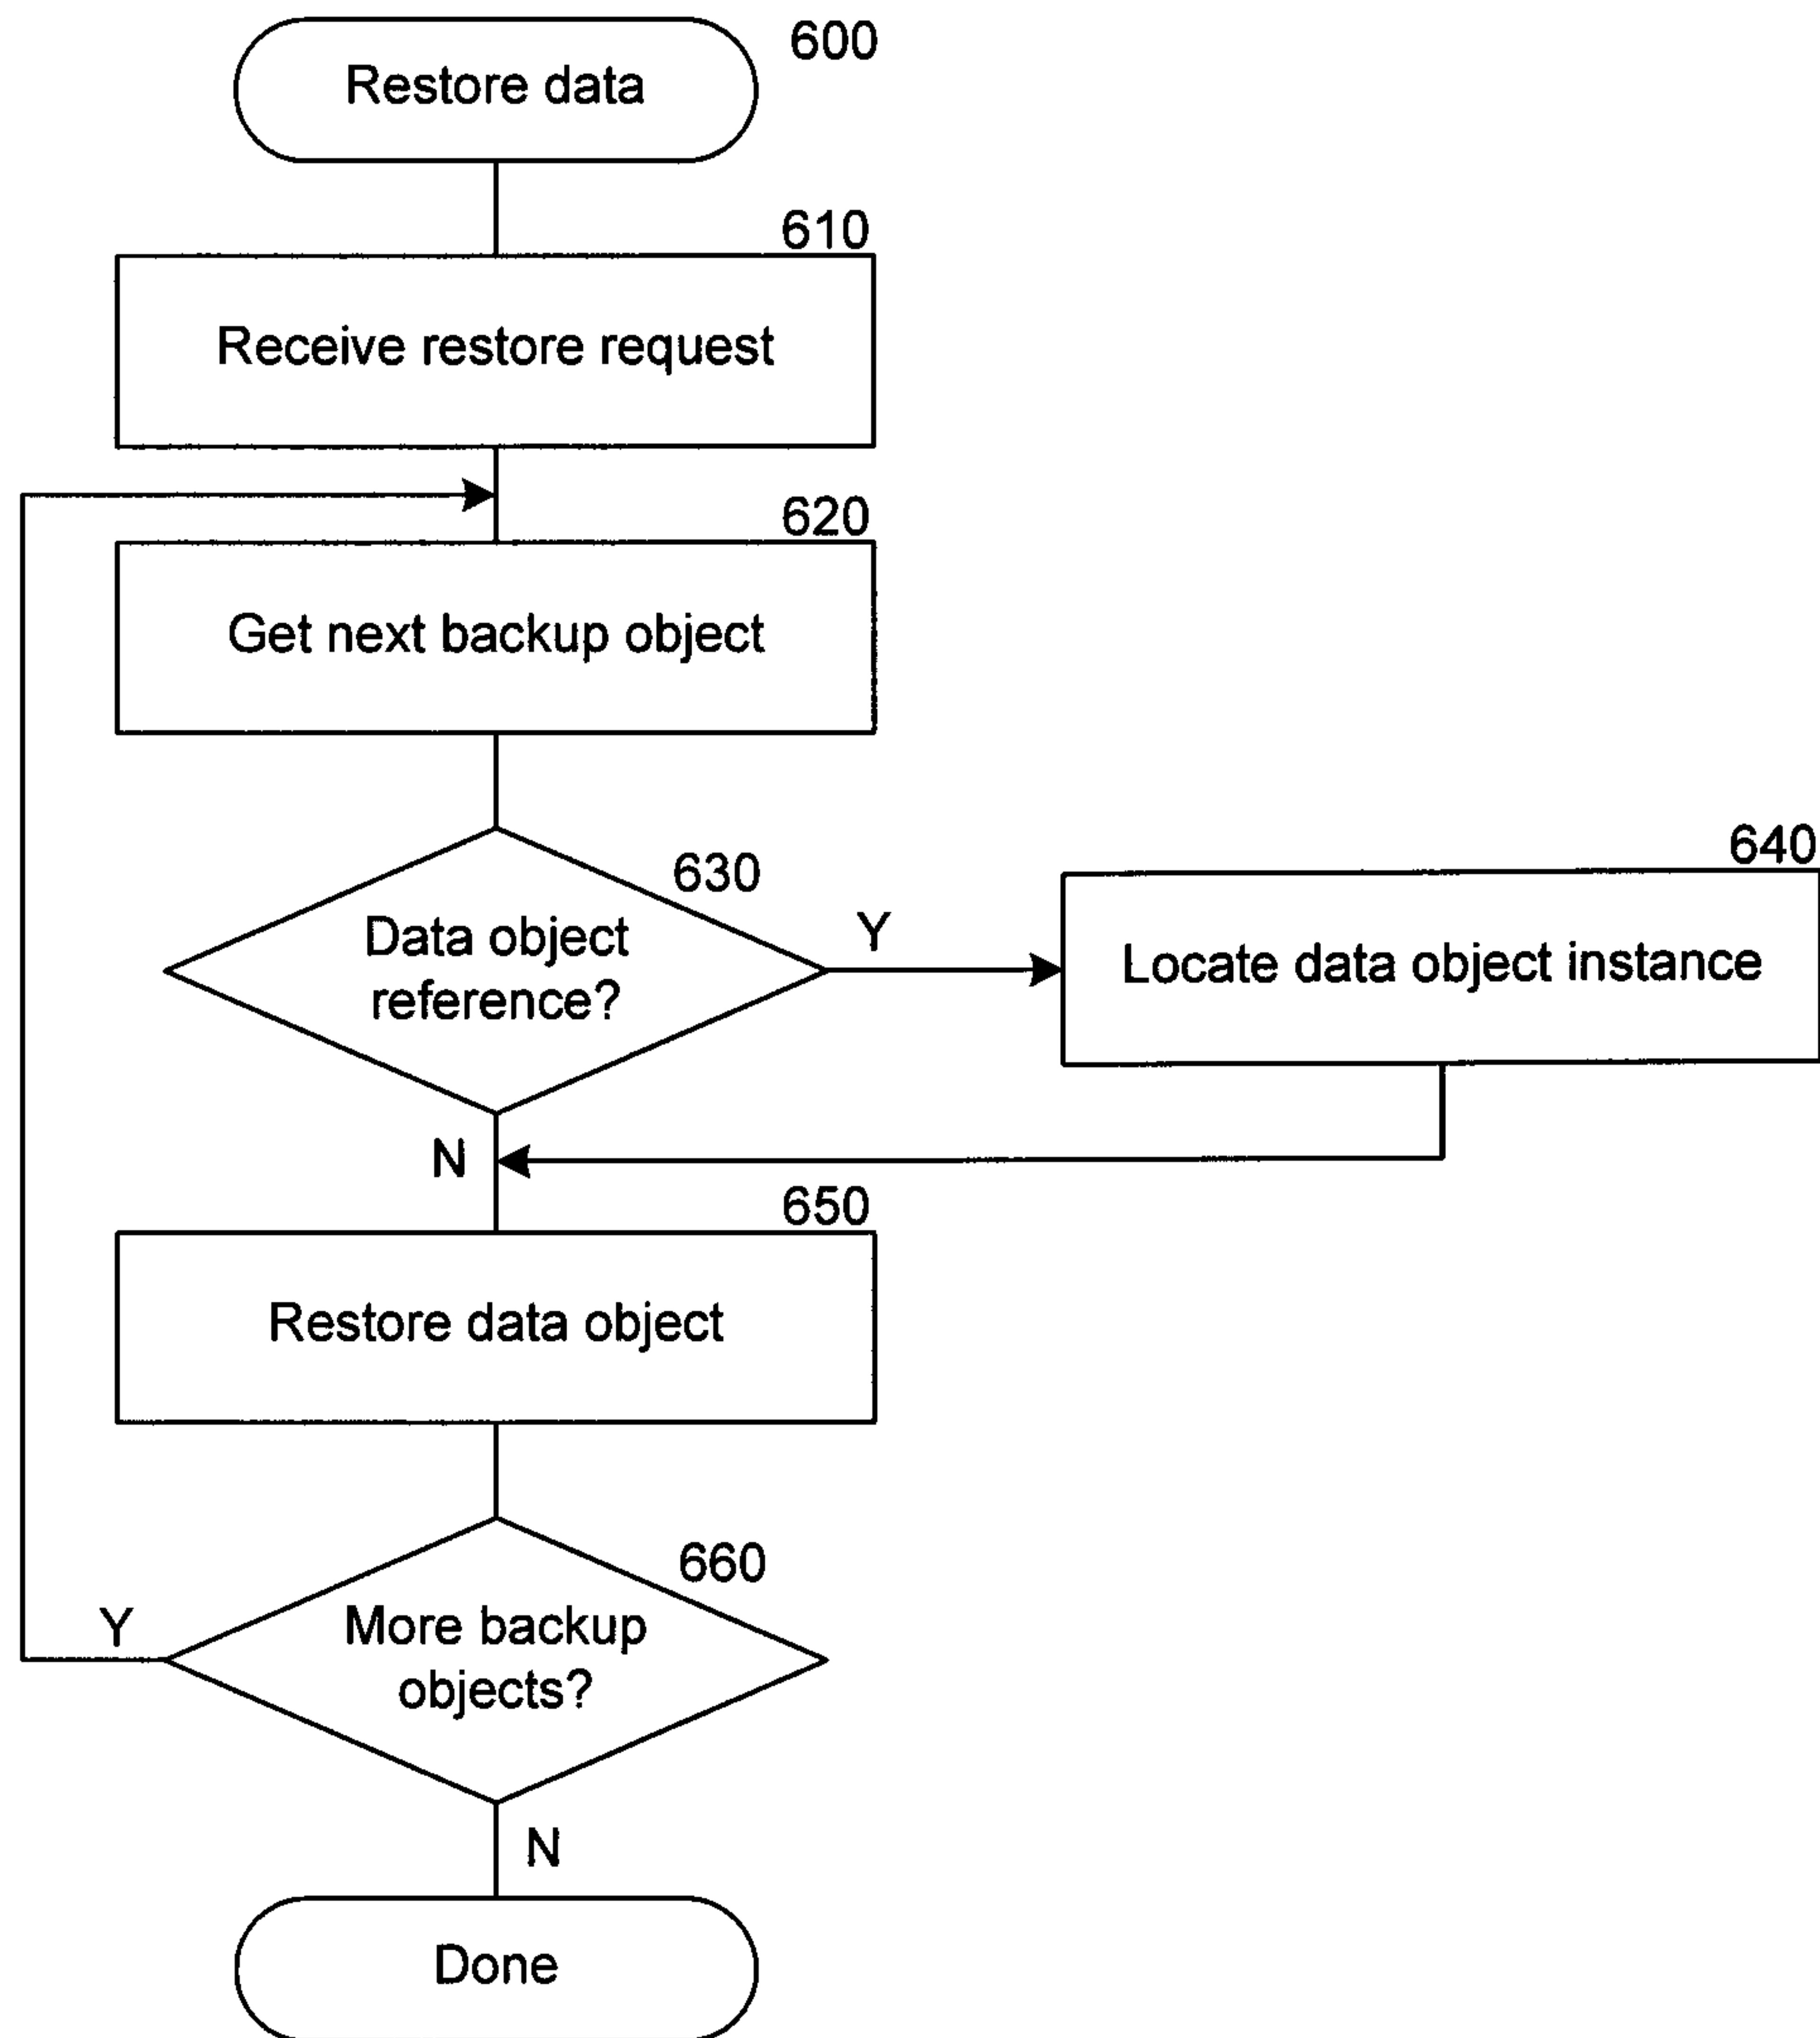 600
Restore data
610
Receive restore request
620
Get next backup object
630
Data object
reference?
Y
640
Locate data object instance
N
650
Restore data object
660
More backup
objects?
Y
N
Done